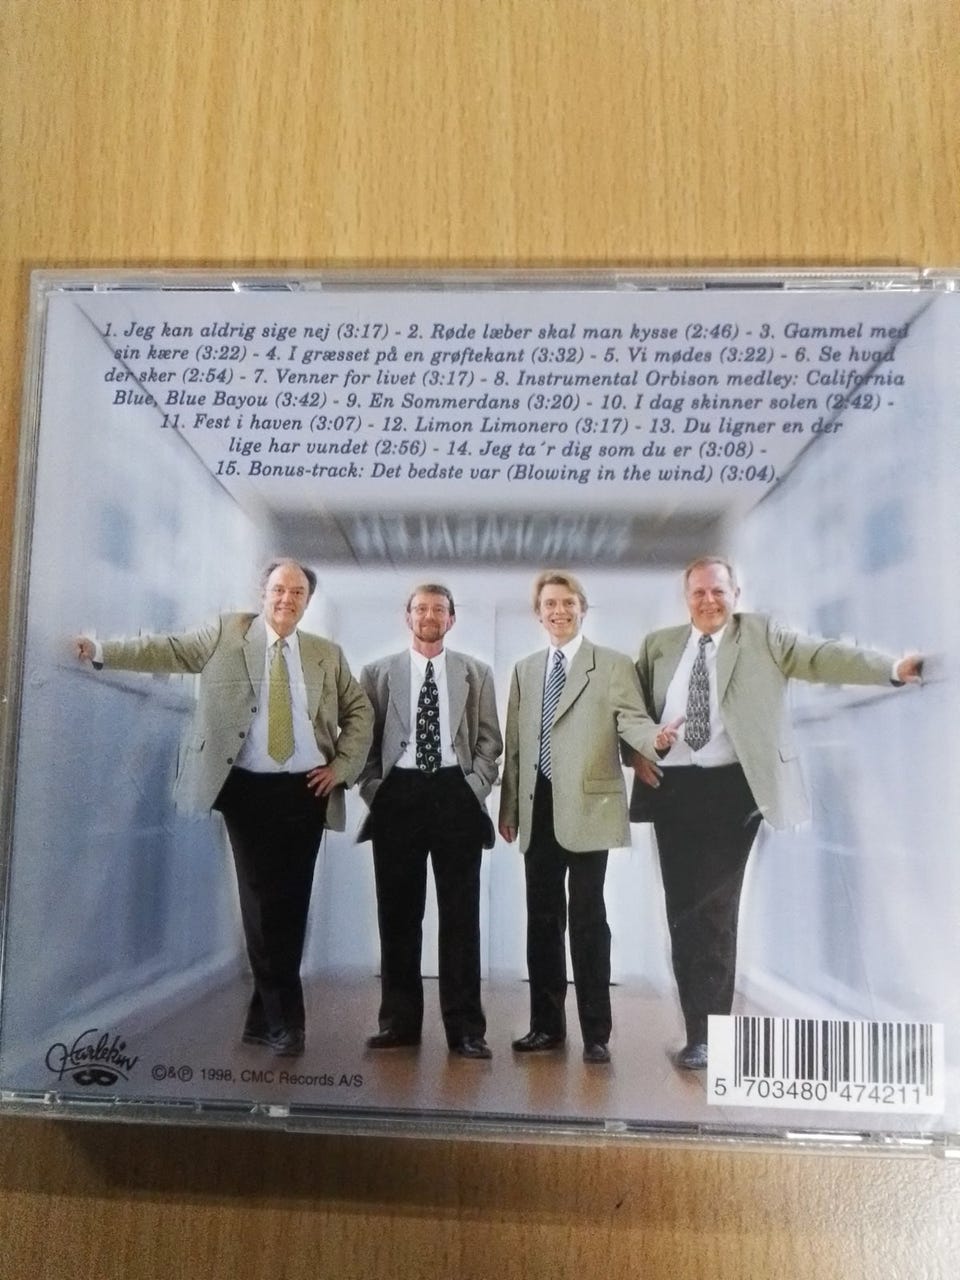 1. Jeg kan aldrig sige nej (3:17) - 2. Røde læber skal man kysse (2:46) - 3. Gammel med
sin kære (3:22) - 4. I græsset på en grøftekant (3:32) - 5. Vi mødes (3:22) - 6. Se hvad
der sker (2:54) - 7. Venner for livet (3:17) - 8. Instrumental Orbison medley: California
Blue, Blue Bayou (3:42) - 9. En Sommerdans (3:20) - 10. I dag skinner solen (2:42) -
11. Fest i haven (3:07) - 12. Limon Limonero (3:17) - 13. Du ligner en der
lige har vundet (2:56) - 14. Jeg ta´r dig som du er (3:08) -
15. Bonus-track: Det bedste var (Blowing in the wind) (3:04).
Harlekin
©&℗ 1998, CMC Records A/S
5 703480 474211